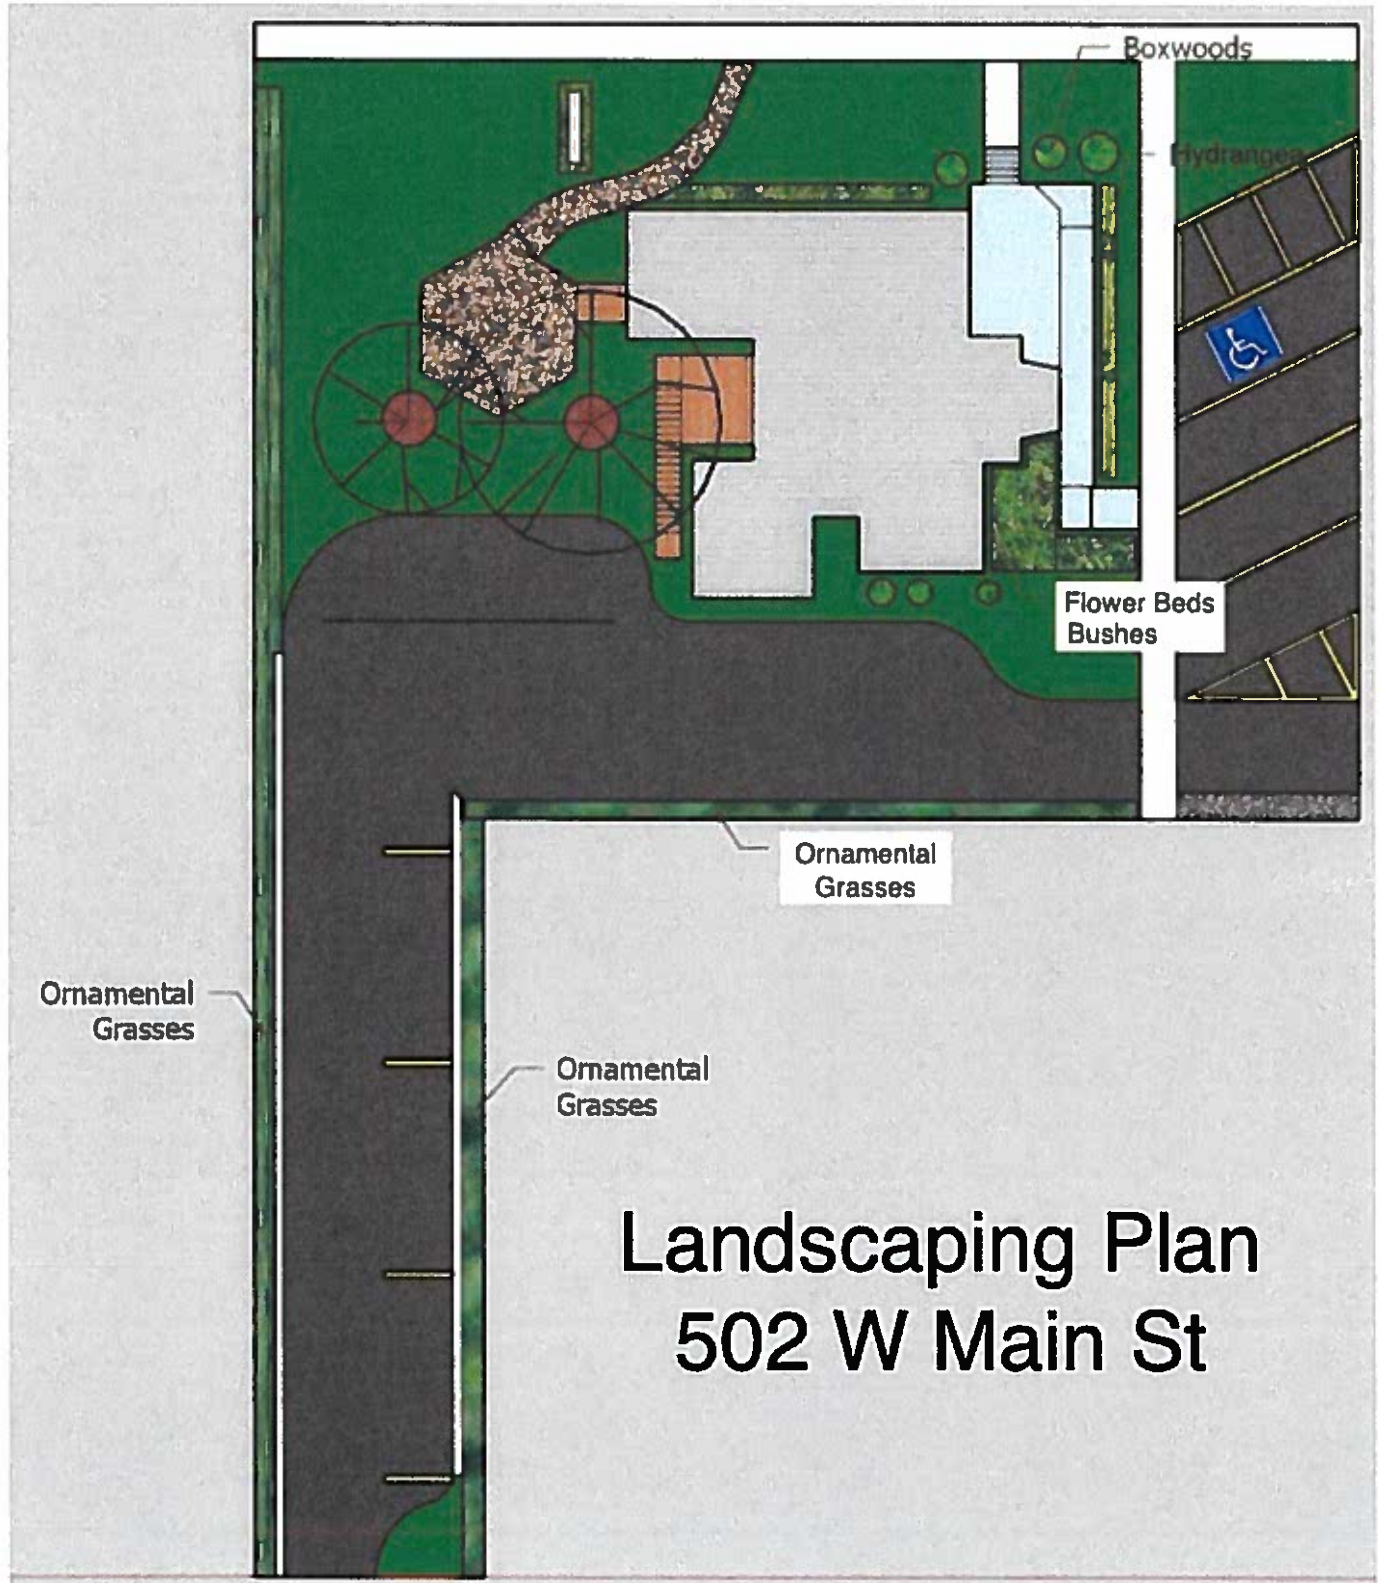 Boxwoods
Hydrangea
Flower Beds
Bushes
Ornamental
Grasses
Ornamental
Grasses
Ornamental
Grasses
Landscaping Plan
502 W Main St